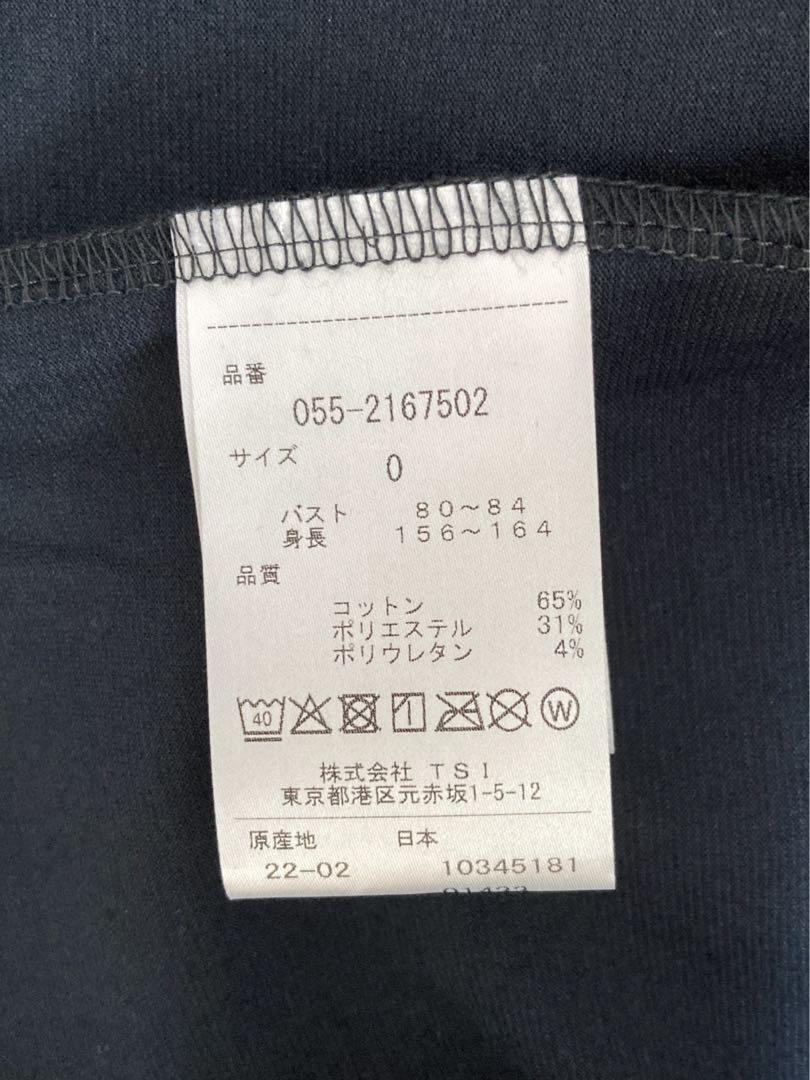 品番
055-2167502
サイズ 0
バスト 80〜84
身長 156〜164
品質
コットン 65%
ポリエステル 31%
ポリウレタン 4%
40 W
株式会社 TSI
東京都港区元赤坂1-5-12
原産地 日本
22-02 10345181